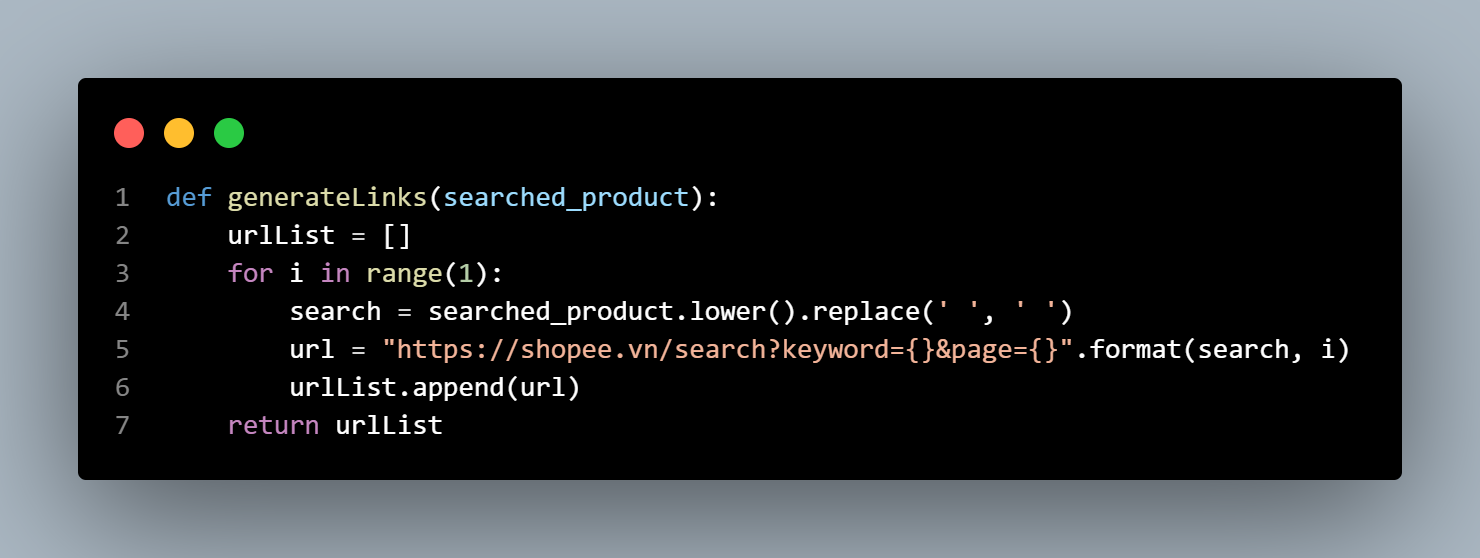 1 def generateLinks(searched_product):
2     urlList = []
3     for i in range(1):
4         search = searched_product.lower().replace(' ', ' ')
5         url = "https://shopee.vn/search?keyword={}&page={}".format(search, i)
6         urlList.append(url)
7     return urlList